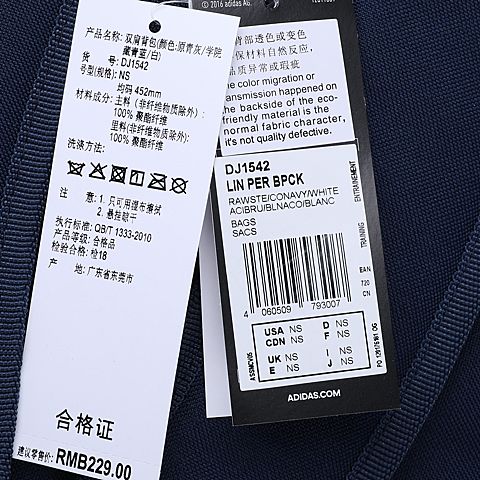 产品名称: 双肩背包(颜色:原青灰/学院
藏青蓝/白)
货 号: DJ1542
号型(规格): NS
均码 452mm
材料成分: 主料 (非纤维物质除外):
100% 聚酯纤维
里料(非纤维物质除外):
100% 聚酯纤维
洗涤方法:
注 意: 1. 只可用湿布擦拭
2. 悬挂晾干
执行标准: QB/T 1333-2010
产品等级: 合格品
检验合格: 检18
产 地: 广东省东莞市
合格证
建议零售价: RMB229.00
© 2016 adidas AG
背部透色或变色
保材料自然反应,
品质异常或瑕疵
The color migration or
ansmission happened on
the backside of the eco-
friendly material is the
normal fabric character,
it's not quality defective.
DJ1542
LIN PER BPCK
RAWSTE/CONAVY/WHITE
ACIBRU/BLNACO/BLANC
BAGS
SACS
ENTRAINEMENT
TRAINING
EAN
720
CN
4 060509 793007
USA NS D NS
CDN NS F NS
UK NS I NS
E NS J NS
ADIDAS.COM